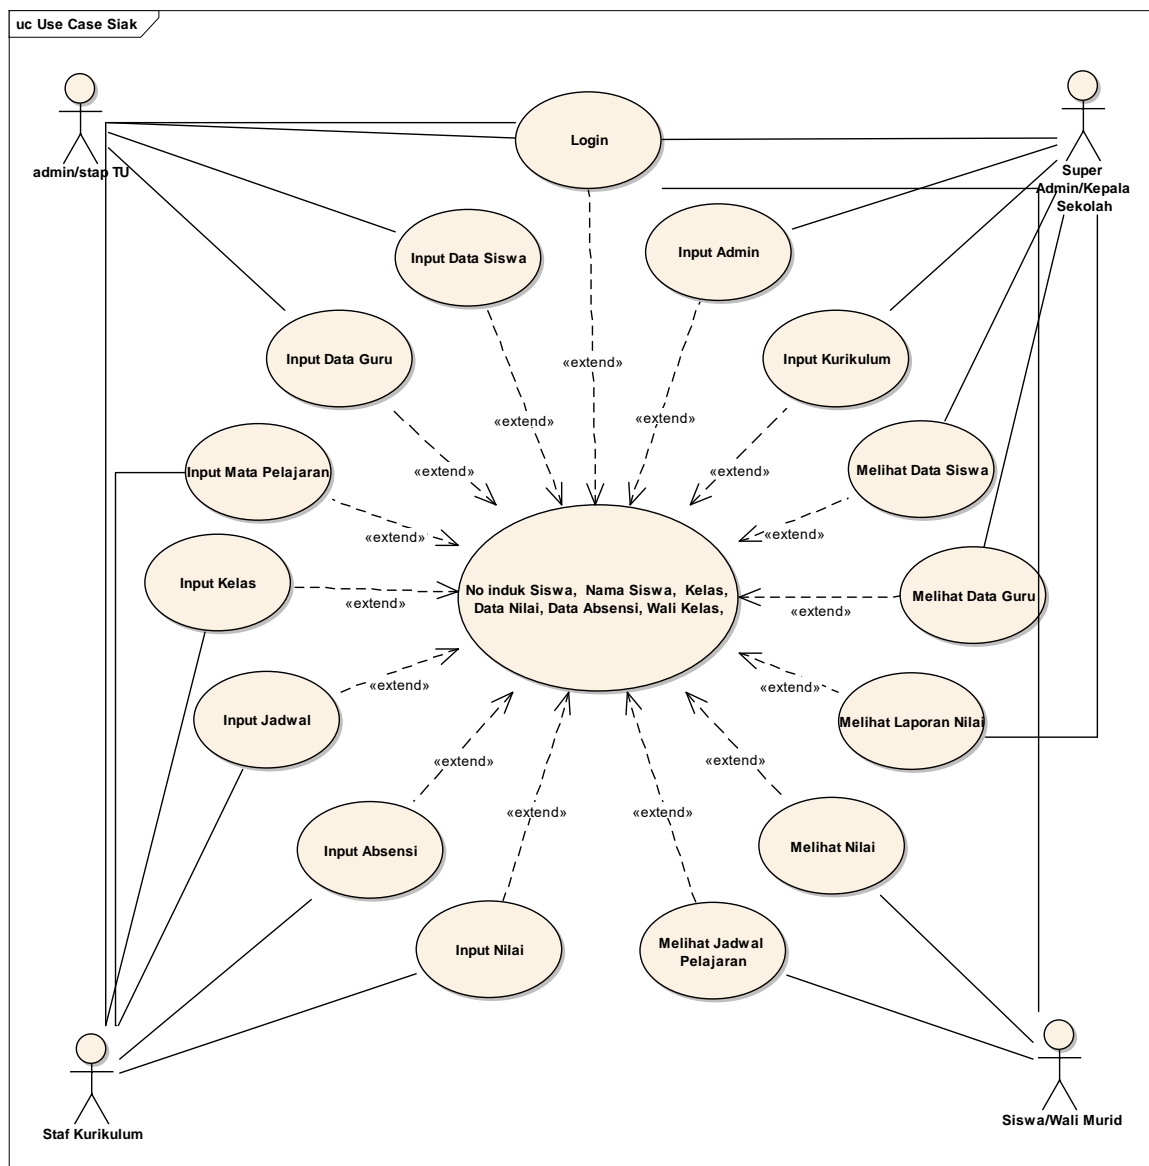 uc Use Case Siak
admin/stap TU
Login
Super
Admin/Kepala
Sekolah
Input Data Siswa
Input Admin
Input Data Guru
Input Kurikulum
«extend»
«extend»
«extend»
«extend»
«extend»
Input Mata Pelajaran
Melihat Data Siswa
«extend»
«extend»
Input Kelas
No induk Siswa, Nama Siswa, Kelas,
Data Nilai, Data Absensi, Wali Kelas,
Melihat Data Guru
«extend»
«extend»
Input Jadwal
«extend»
«extend»
Melihat Laporan Nilai
«extend»
«extend»
«extend»
«extend»
Input Absensi
Melihat Nilai
Input Nilai
Melihat Jadwal
Pelajaran
Staf Kurikulum
Siswa/Wali Murid